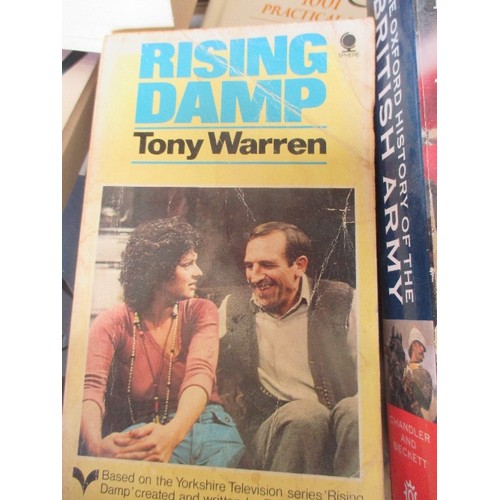 1001
PRACTICAL
SPHERE
RISING
DAMP
Tony Warren
Based on the Yorkshire Television series 'Rising
Damp' created and written
OXFORD HISTORY OF THE
BRITISH ARMY
CHANDLER
AND
BECKETT